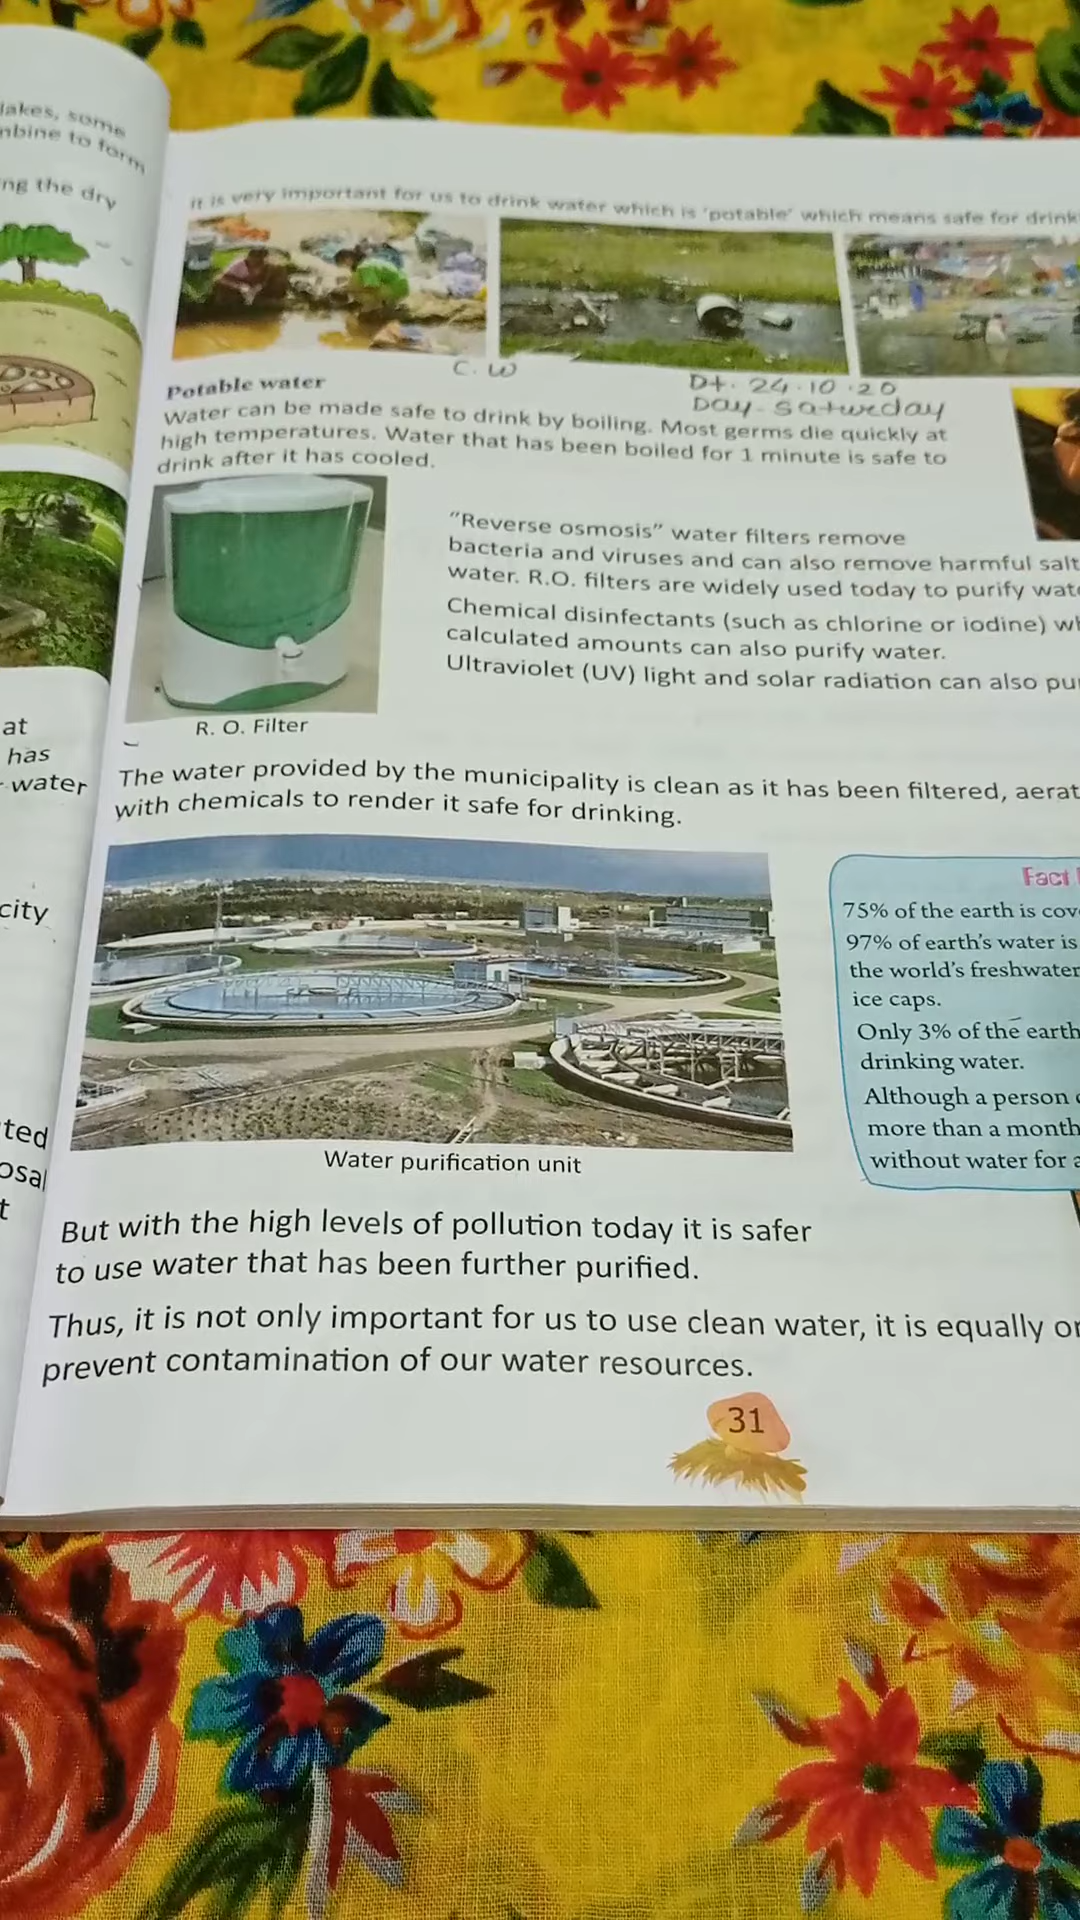 lakes, some
to form
ng the dry
at
has
water
city
ted
osal
t
It is very important for us to drink water which is 'potable' which means safe for drink
C.W
Dt. 24.10.20
Day- Saturday
Potable water
Water can be made safe to drink by boiling. Most germs die quickly at
high temperatures. Water that has been boiled for 1 minute is safe to
drink after it has cooled.
"Reverse osmosis" water filters remove
bacteria and viruses and can also remove harmful salt
water. R.O. filters are widely used today to purify wat
Chemical disinfectants (such as chlorine or iodine) wh
calculated amounts can also purify water.
Ultraviolet (UV) light and solar radiation can also pu
R. O. Filter
The water provided by the municipality is clean as it has been filtered, aerat
with chemicals to render it safe for drinking.
Fact
75% of the earth is cov
97% of earth's water is
the world's freshwater
ice caps.
Only 3% of the earth
drinking water.
Although a person
more than a month
without water for a
Water purification unit
But with the high levels of pollution today it is safer
to use water that has been further purified.
Thus, it is not only important for us to use clean water, it is equally or
prevent contamination of our water resources.
31